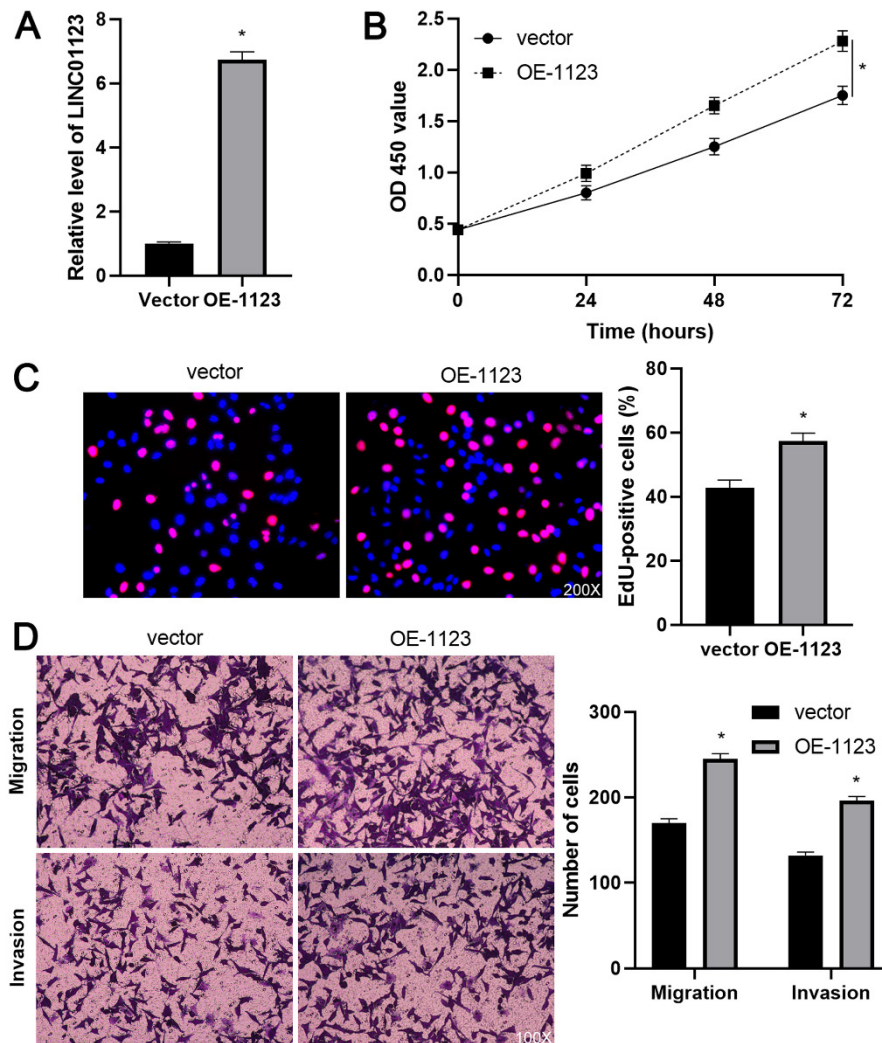 A
Relative level of LINC01123
8
6
4
2
0
*
Vector OE-1123
B
OD 450 value
2.5
2.0
1.5
1.0
0.5
0.0
vector
OE-1123
*
0 24 48 72
Time (hours)
C
vector OE-1123
200X
EdU-positive cells (%)
80
60
40
20
0
*
vector OE-1123
D
vector OE-1123
Migration
Invasion
100X
Number of cells
300
200
100
0
vector
OE-1123
*
*
Migration Invasion